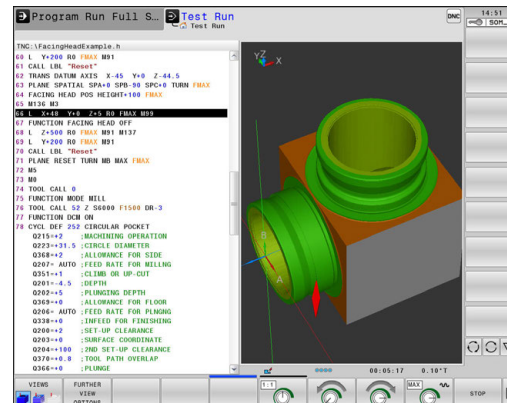 Program Run Full S...
Test Run
Test Run
DNC
14:51
SGM...
TNC:\FacingHeadExample.h
60 L Y+200 R0 FMAX M91
61 CALL LBL "Reset"
62 TRANS DATUM AXIS X-45 Y+0 Z-44.5
63 PLANE SPATIAL SPA+0 SPB-90 SPC+0 TURN FMAX
64 FACING HEAD POS HEIGHT+100 FMAX
65 M136 M3
66 L X+48 Y+0 Z+5 R0 FMAX M99
67 FUNCTION FACING HEAD OFF
68 L Z+500 R0 FMAX M91 M137
69 L Y+200 R0 FMAX M91
70 CALL LBL "Reset"
71 PLANE RESET TURN MB MAX FMAX
72 M5
73 M0
74 TOOL CALL 0
75 FUNCTION MODE MILL
76 TOOL CALL 52 Z S6000 F1500 DR-3
77 FUNCTION DCM ON
78 CYCL DEF 252 CIRCULAR POCKET
Q215=+2 ;MACHINING OPERATION
Q223=+31.5 ;CIRCLE DIAMETER
Q368=+2 ;ALLOWANCE FOR SIDE
Q207= AUTO ;FEED RATE FOR MILLNG
Q351=+1 ;CLIMB OR UP-CUT
Q201=-4.5 ;DEPTH
Q202=+5 ;PLUNGING DEPTH
Q369=+0 ;ALLOWANCE FOR FLOOR
Q206= AUTO ;FEED RATE FOR PLNGNG
Q338=+0 ;INFEED FOR FINISHING
Q200=+2 ;SET-UP CLEARANCE
Q203=+0 ;SURFACE COORDINATE
Q204=+100 ;2ND SET-UP CLEARANCE
Q370=+0.8 ;TOOL PATH OVERLAP
Q366=+0 ;PLUNGE
Y Z X
B
A
00:05:17 0.10*T
VIEWS
FURTHER
VIEW
OPTIONS
1:1
MAX
STOP